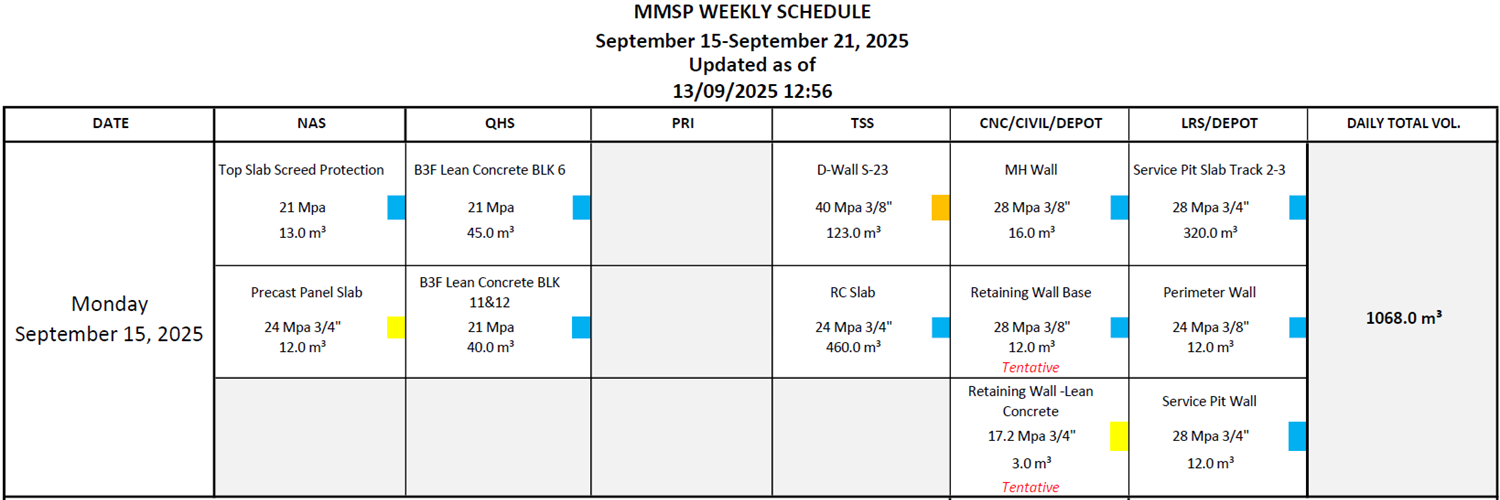 MMSP WEEKLY SCHEDULE
September 15-September 21, 2025
Updated as of
13/09/2025 12:56
DATE
NAS
QHS
PRI
TSS
CNC/CIVIL/DEPOT
LRS/DEPOT
DAILY TOTAL VOL.
Monday
September 15, 2025
Top Slab Screed Protection
21 Mpa
13.0 m³
B3F Lean Concrete BLK 6
21 Mpa
45.0 m³
D-Wall S-23
40 Mpa 3/8"
123.0 m³
MH Wall
28 Mpa 3/8"
16.0 m³
Service Pit Slab Track 2-3
28 Mpa 3/4"
320.0 m³
Precast Panel Slab
24 Mpa 3/4"
12.0 m³
B3F Lean Concrete BLK
11&12
21 Mpa
40.0 m³
RC Slab
24 Mpa 3/4"
460.0 m³
Retaining Wall Base
28 Mpa 3/8"
12.0 m³
Tentative
Perimeter Wall
24 Mpa 3/8"
12.0 m³
Retaining Wall -Lean
Concrete
17.2 Mpa 3/4"
3.0 m³
Tentative
Service Pit Wall
28 Mpa 3/4"
12.0 m³
1068.0 m³